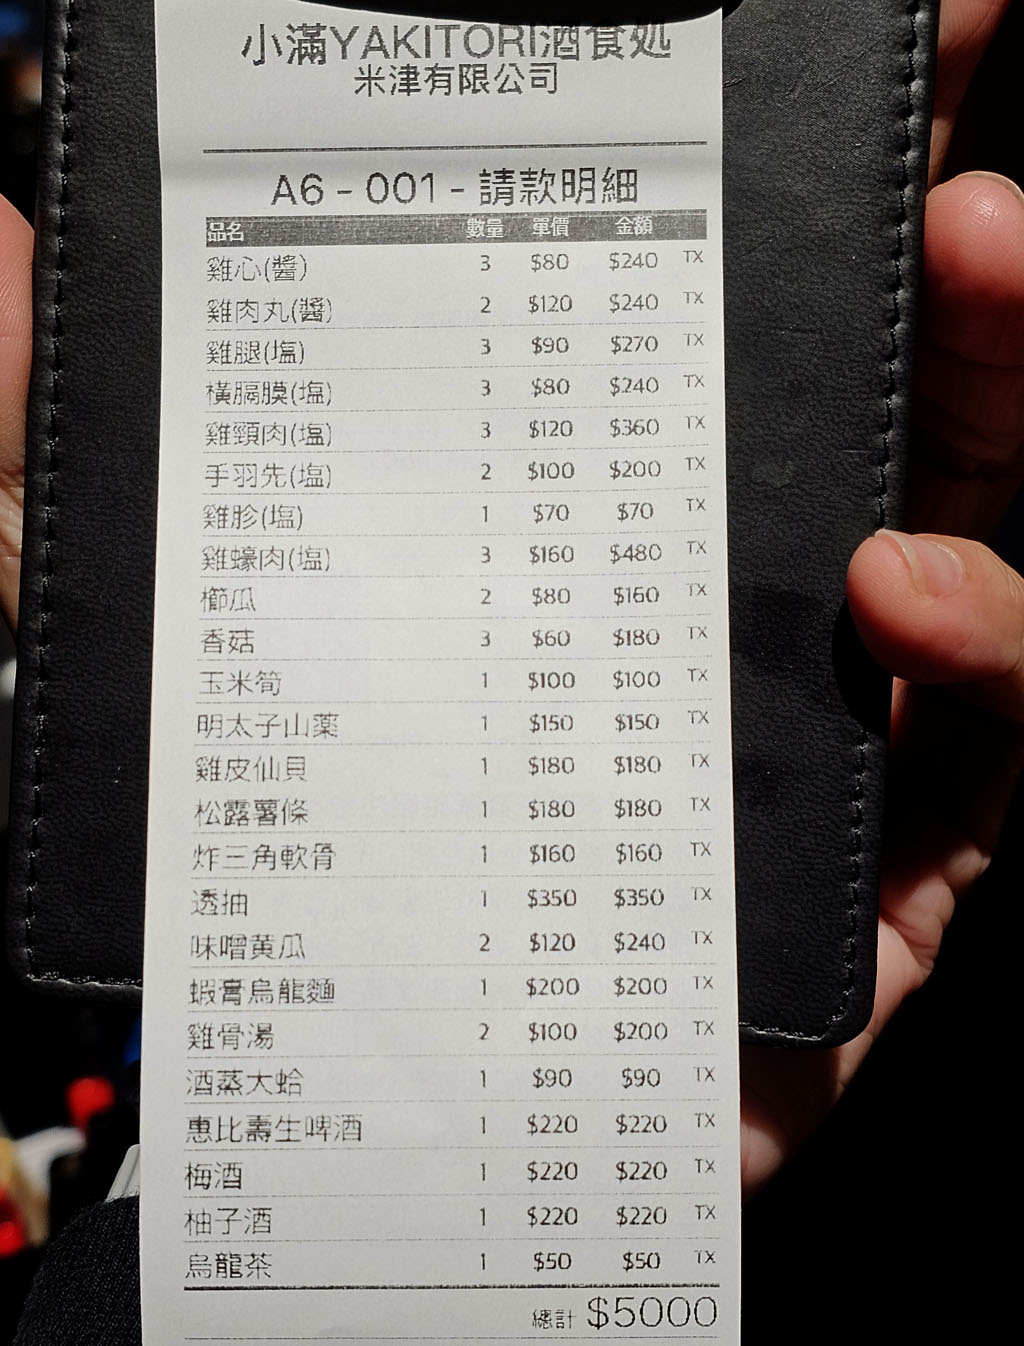 小滿YAKITORI酒食処
米津有限公司
A6 - 001 - 請款明細
品名 數量 單價 金額
雞心(醬) 3 $80 $240 TX
雞肉丸(醬) 2 $120 $240 TX
雞腿(塩) 3 $90 $270 TX
橫膈膜(塩) 3 $80 $240 TX
雞頸肉(塩) 3 $120 $360 TX
手羽先(塩) 2 $100 $200 TX
雞胗(塩) 1 $70 $70 TX
雞蠔肉(塩) 3 $160 $480 TX
櫛瓜 2 $80 $160 TX
香菇 3 $60 $180 TX
玉米筍 1 $100 $100 TX
明太子山薬 1 $150 $150 TX
雞皮仙貝 1 $180 $180 TX
松露薯條 1 $180 $180 TX
炸三角軟骨 1 $160 $160 TX
透抽 1 $350 $350 TX
味噌黄瓜 2 $120 $240 TX
蝦膏烏龍麵 1 $200 $200 TX
雞骨湯 2 $100 $200 TX
酒蒸大蛤 1 $90 $90 TX
惠比壽生啤酒 1 $220 $220 TX
梅酒 1 $220 $220 TX
柚子酒 1 $220 $220 TX
烏龍茶 1 $50 $50 TX
總計 $5000